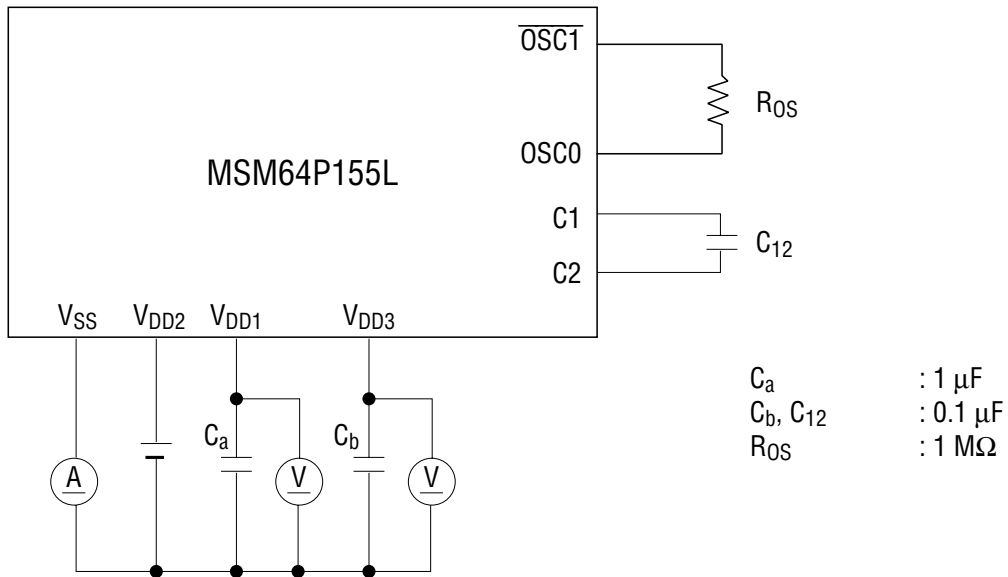 OSC1
ROS
OSC0
MSM64P155L
C1
C12
C2
VSS VDD2 VDD1 VDD3
Ca : 1 μF
Cb, C12 : 0.1 μF
ROS : 1 MΩ
Ca Cb
A V V